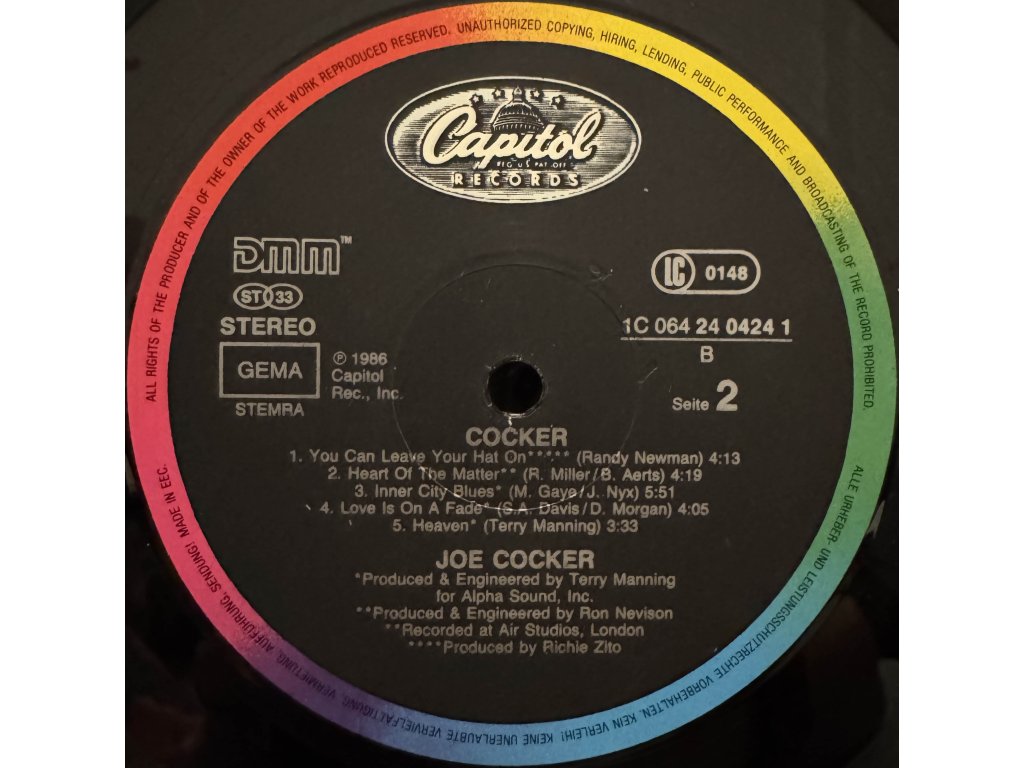 ALL RIGHTS OF THE PRODUCER AND OF THE OWNER OF THE WORK REPRODUCED RESERVED. UNAUTHORIZED COPYING, HIRING, LENDING, PUBLIC PERFORMANCE AND BROADCASTING OF THE RECORD PROHIBITED.
Capitol
REG. U.S. PAT. OFF.
RECORDS
DMM™
ST 33
STEREO
GEMA
STEMRA
℗ 1986
Capitol
Rec., Inc.
IC 0148
1C 064 24 0424 1
B
Seite 2
COCKER
1. You Can Leave Your Hat On***** (Randy Newman) 4:13
2. Heart Of The Matter** (R. Miller/B. Aerts) 4:19
3. Inner City Blues* (M. Gaye/J. Nyx) 5:51
4. Love Is On A Fade* (S.A. Davis/D. Morgan) 4:05
5. Heaven* (Terry Manning) 3:33
JOE COCKER
*Produced & Engineered by Terry Manning
for Alpha Sound, Inc.
**Produced & Engineered by Ron Nevison
**Recorded at Air Studios, London
****Produced by Richie Zito
ALLE URHEBER- UND LEISTUNGSSCHUTZRECHTE VORBEHALTEN. KEIN VERLEIH! KEINE UNERLAUBTE VERVIELFÄLTIGUNG, VERMIETUNG, AUFFÜHRUNG, SENDUNG! MADE IN EEC.